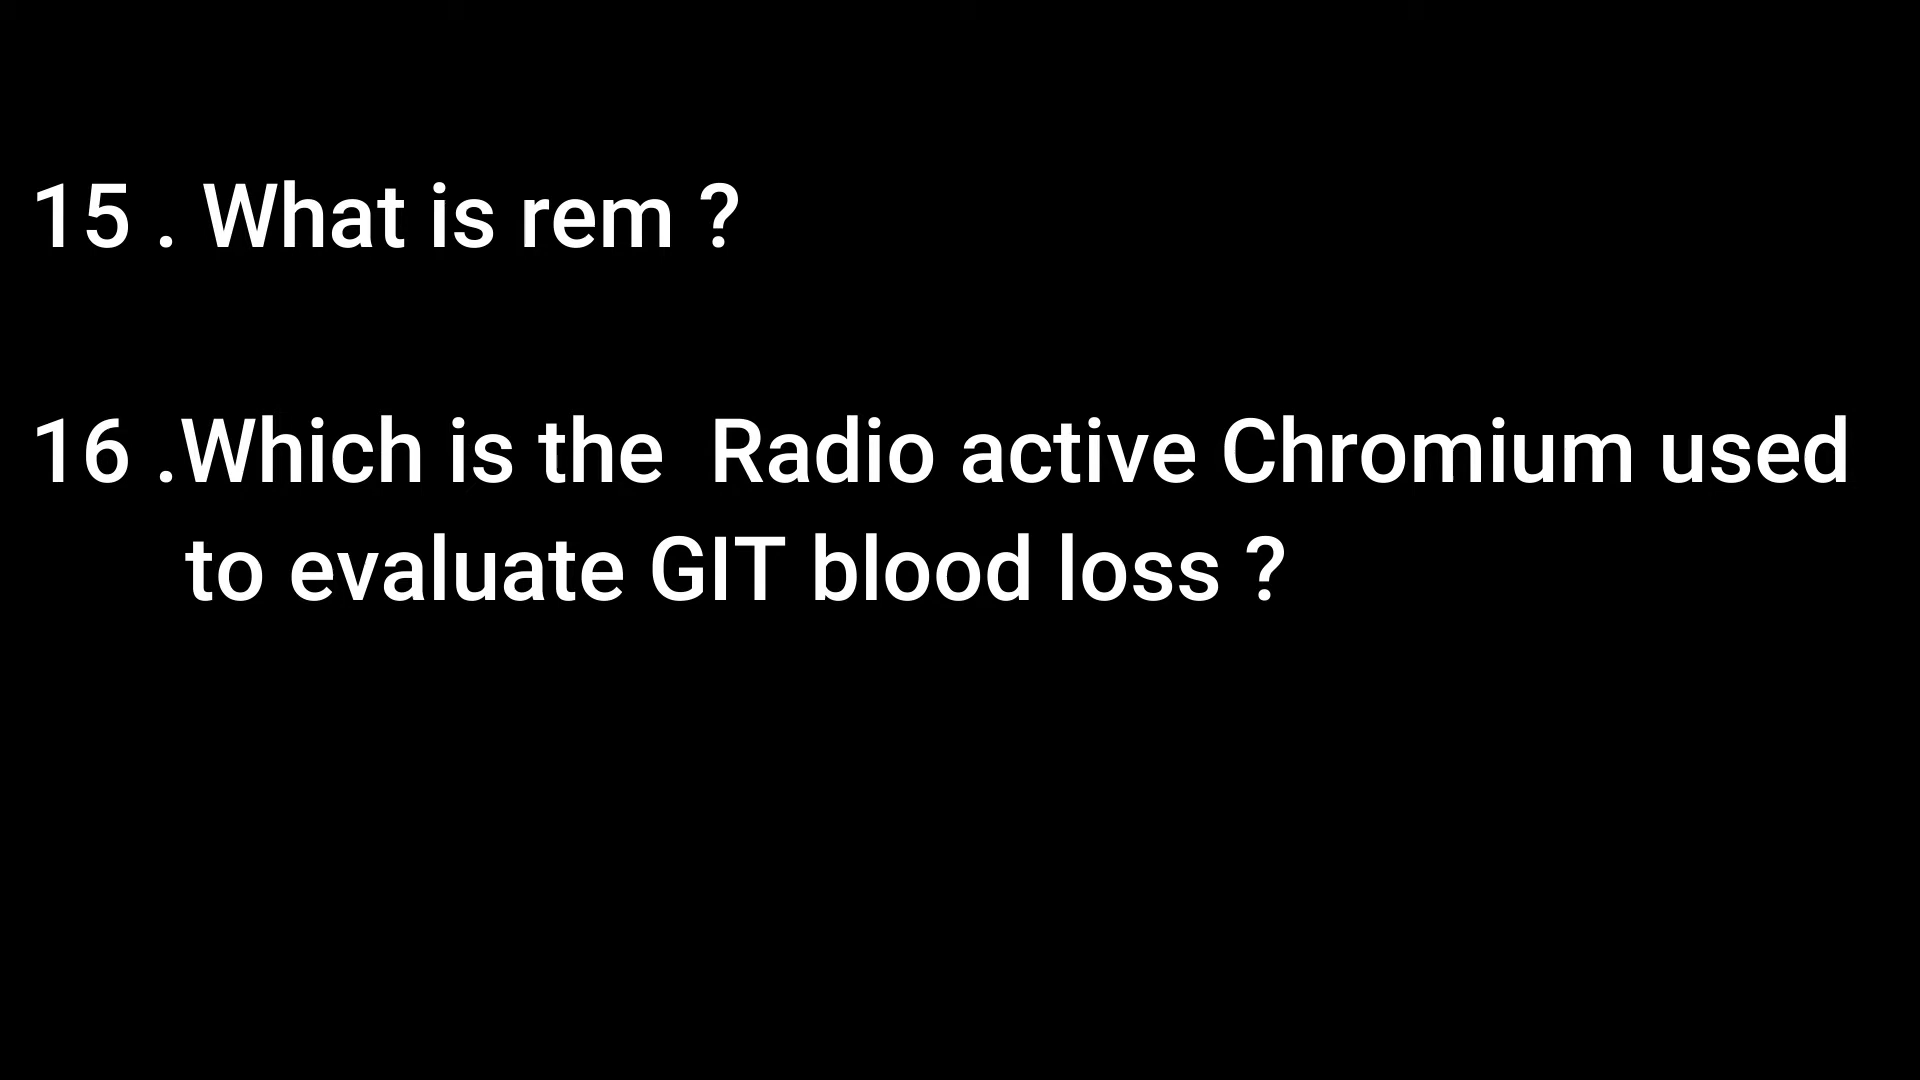 15 . What is rem ?
16 .Which is the  Radio active Chromium used
to evaluate GIT blood loss ?